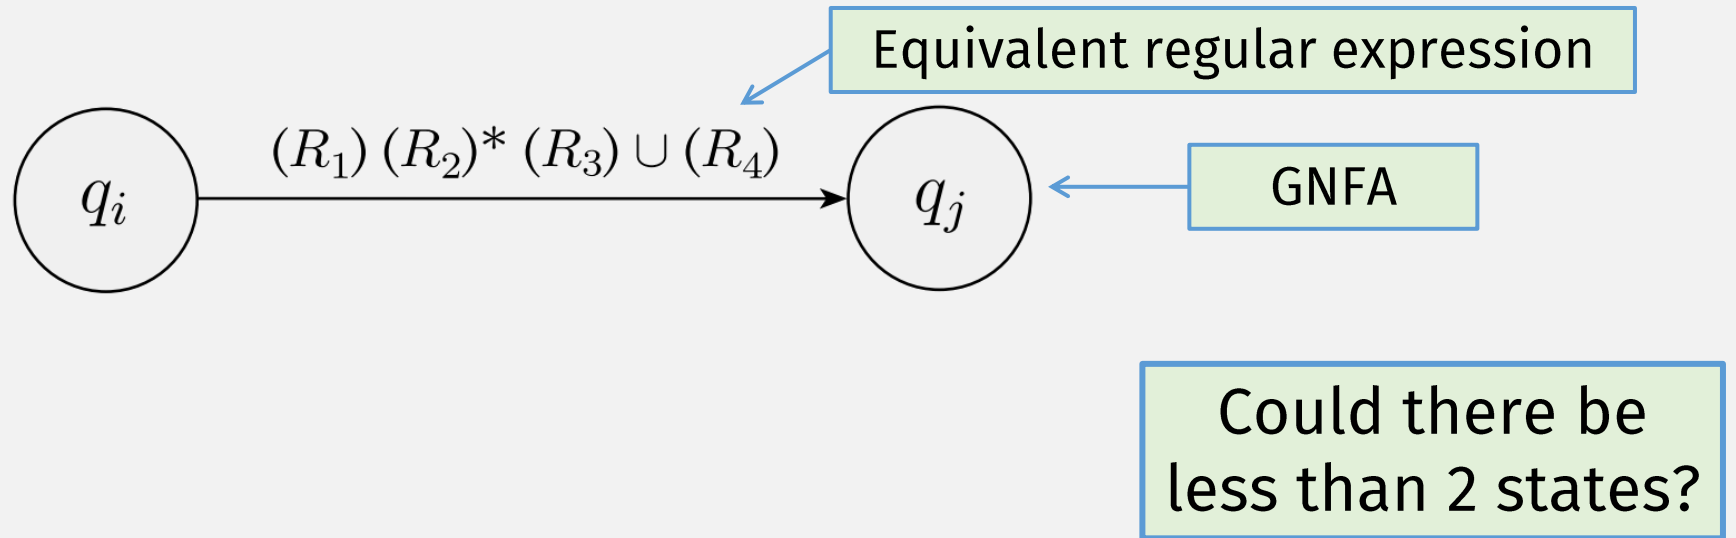 Equivalent regular expression
(R₁) (R₂)* (R₃) ∪ (R₄)
qᵢ
qⱼ
GNFA
Could there be
less than 2 states?